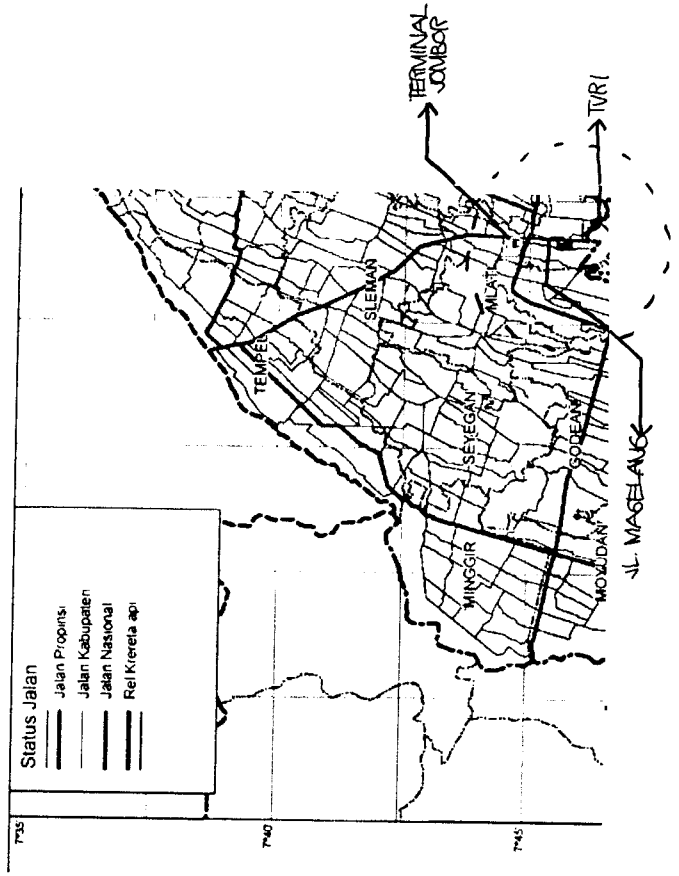 Status Jalan
Jalan Propinsi
Jalan Kabupaten
Jalan Nasional
Rel Krereta api
7°35
7°40
7°45
TEMPEL
SLEMAN
MLATI
SEYEGAN
MINGGIR
GODEAN
MOYUDAN
TERMINAL
JOMBOR
TVRI
JL. MAGELANG